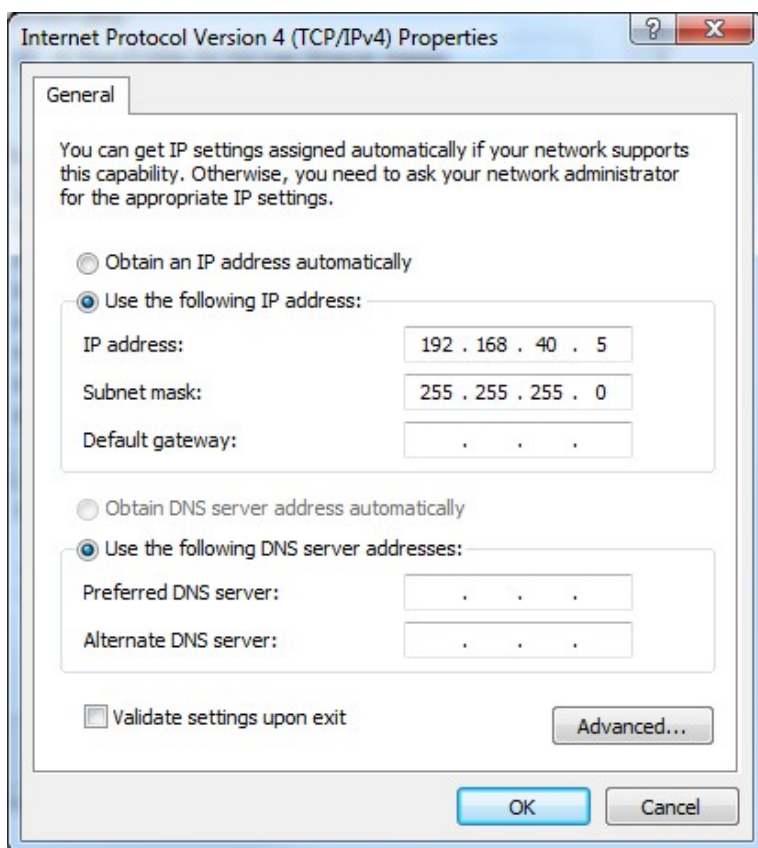 Internet Protocol Version 4 (TCP/IPv4) Properties
General
You can get IP settings assigned automatically if your network supports
this capability. Otherwise, you need to ask your network administrator
for the appropriate IP settings.
Obtain an IP address automatically
Use the following IP address:
IP address: 192 . 168 . 40 . 5
Subnet mask: 255 . 255 . 255 . 0
Default gateway: . . .
Obtain DNS server address automatically
Use the following DNS server addresses:
Preferred DNS server: . . .
Alternate DNS server: . . .
Validate settings upon exit
Advanced...
OK Cancel